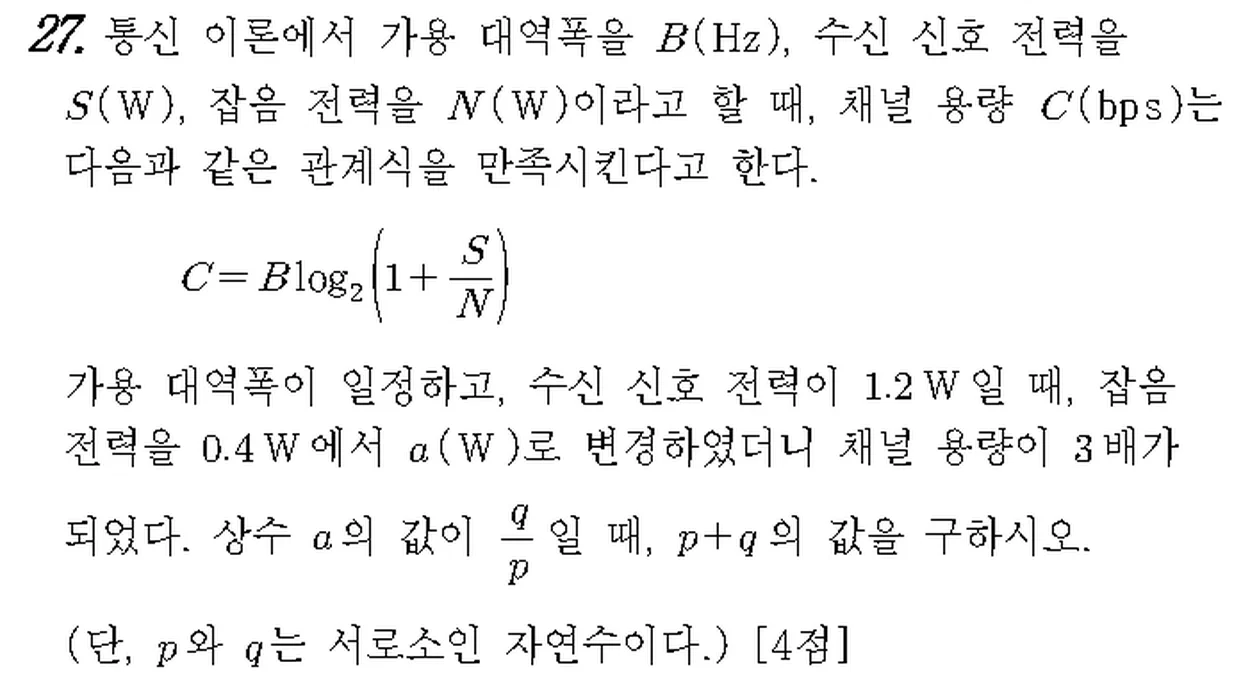 27. 통신 이론에서 가용 대역폭을 B(Hz), 수신 신호 전력을
S(W), 잡음 전력을 N(W)이라고 할 때, 채널 용량 C(bps)는
다음과 같은 관계식을 만족시킨다고 한다.
C=Blog₂(1+S/N)
가용 대역폭이 일정하고, 수신 신호 전력이 1.2W일 때, 잡음
전력을 0.4W에서 a(W)로 변경하였더니 채널 용량이 3배가
되었다. 상수 a의 값이 q/p일 때, p+q의 값을 구하시오.
(단, p와 q는 서로소인 자연수이다.) [4점]